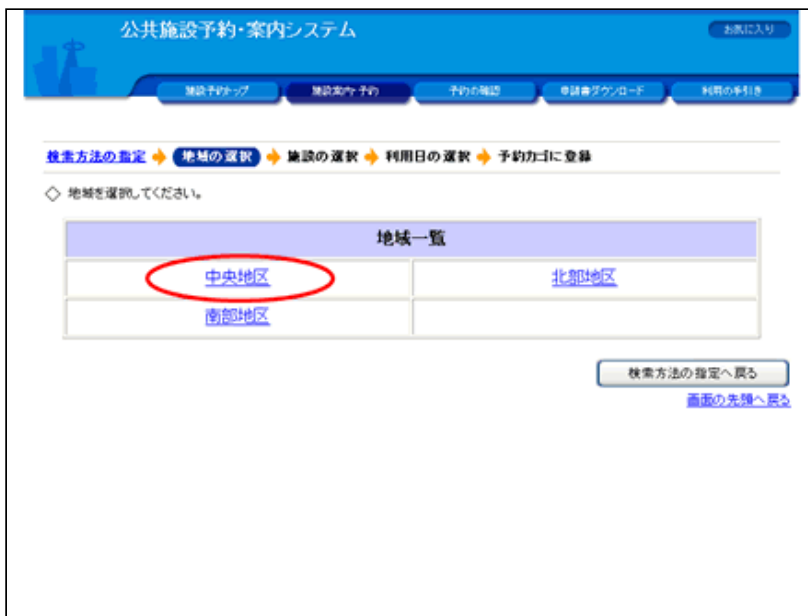 公共施設予約・案内システム
お気に入り
施設予約トップ 施設案内・予約 予約の確認 申請書ダウンロード 利用の手引き
検索方法の指定 地域の選択 施設の選択 利用日の選択 予約カゴに登録
◇ 地域を選択してください。
地域一覧
中央地区 北部地区
南部地区
検索方法の指定へ戻る
画面の先頭へ戻る